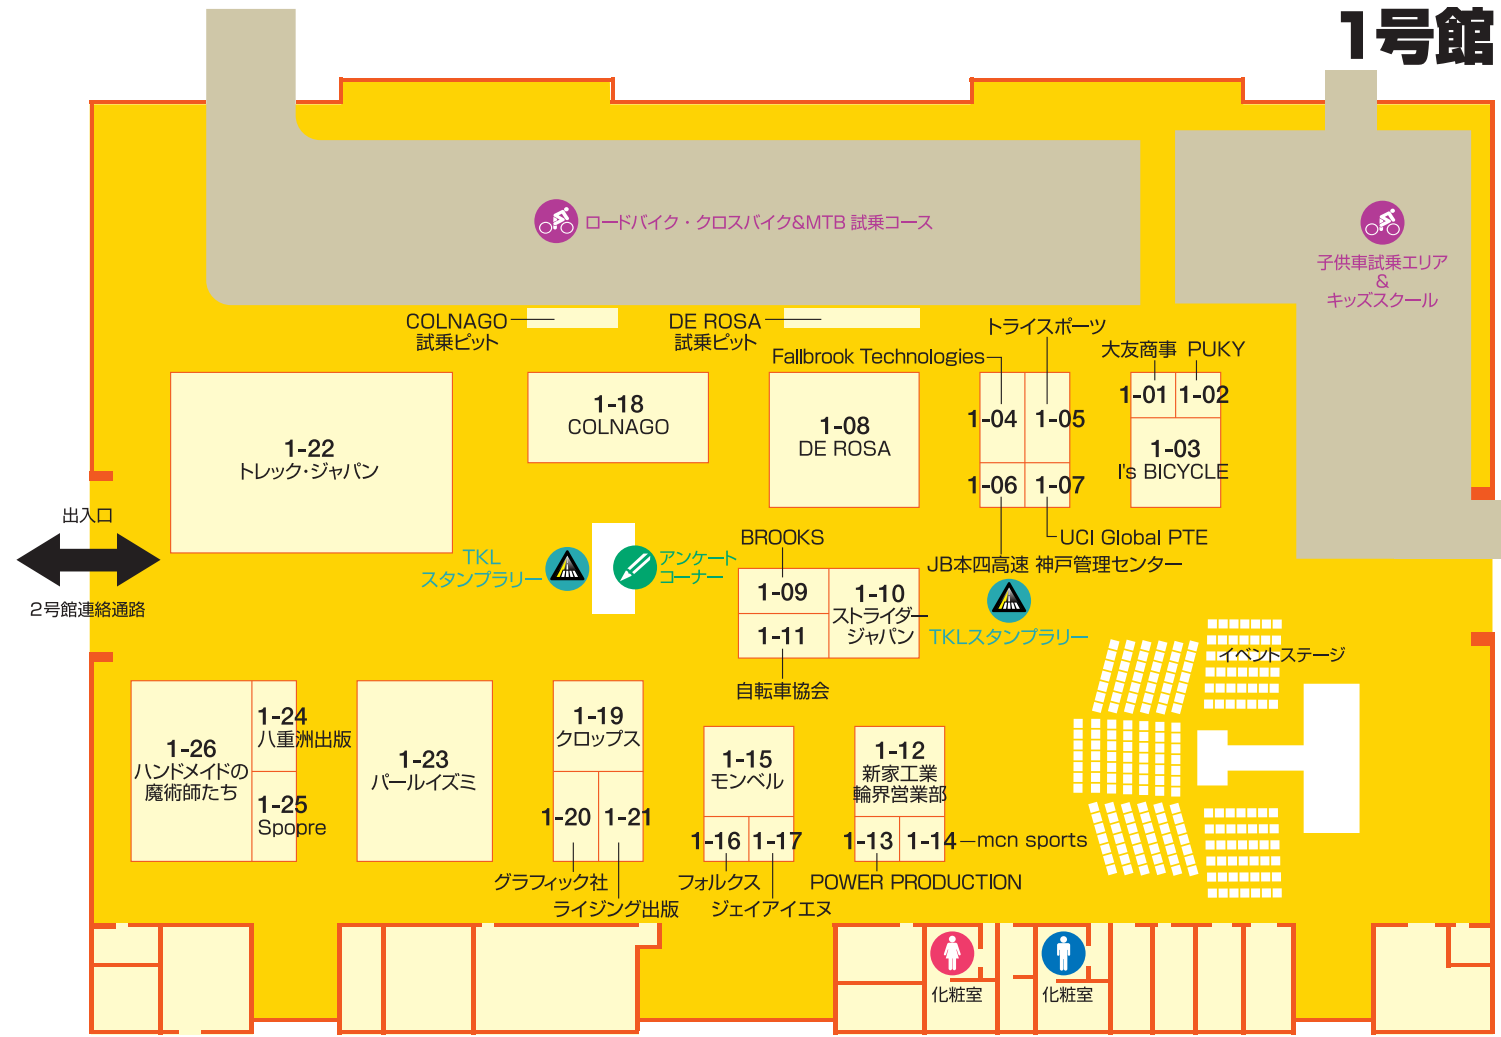 1号館
ロードバイク・クロスバイク&MTB 試乗コース
子供車試乗エリア
&
キッズスクール
COLNAGO
試乗ピット
DE ROSA
試乗ピット
トライスポーツ
Fallbrook Technologies
大友商事 PUKY
1-22
トレック・ジャパン
1-18
COLNAGO
1-08
DE ROSA
1-04
1-05
1-06
1-07
1-01
1-02
1-03
I's BICYCLE
UCI Global PTE
JB本四高速 神戸管理センター
出入口
2号館連絡通路
TKL
スタンプラリー
アンケート
コーナー
BROOKS
1-09
1-10
ストライダー
ジャパン
1-11
自転車協会
TKLスタンプラリー
イベントステージ
1-26
ハンドメイドの
魔術師たち
1-24
八重洲出版
1-25
Spopre
1-23
パールイズミ
1-19
クロップス
1-20
1-21
グラフィック社
ライジング出版
1-15
モンベル
1-16
1-17
フォルクス
ジェイアイエヌ
1-12
新家工業
輪界営業部
1-13
1-14
mcn sports
POWER PRODUCTION
化粧室
化粧室